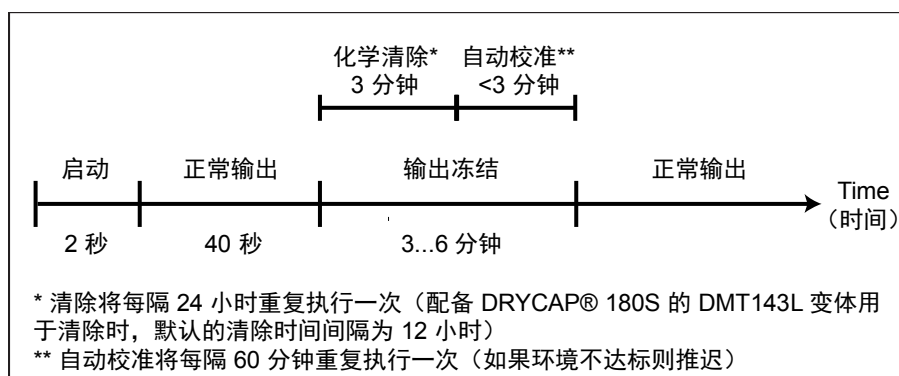 化学清除* 自动校准**
3 分钟 <3 分钟
启动 正常输出 输出冻结 正常输出
Time
（时间）
2 秒 40 秒 3...6 分钟
* 清除将每隔 24 小时重复执行一次（配备 DRYCAP® 180S 的 DMT143L 变体用
于清除时，默认的清除时间间隔为 12 小时）
** 自动校准将每隔 60 分钟重复执行一次（如果环境不达标则推迟）